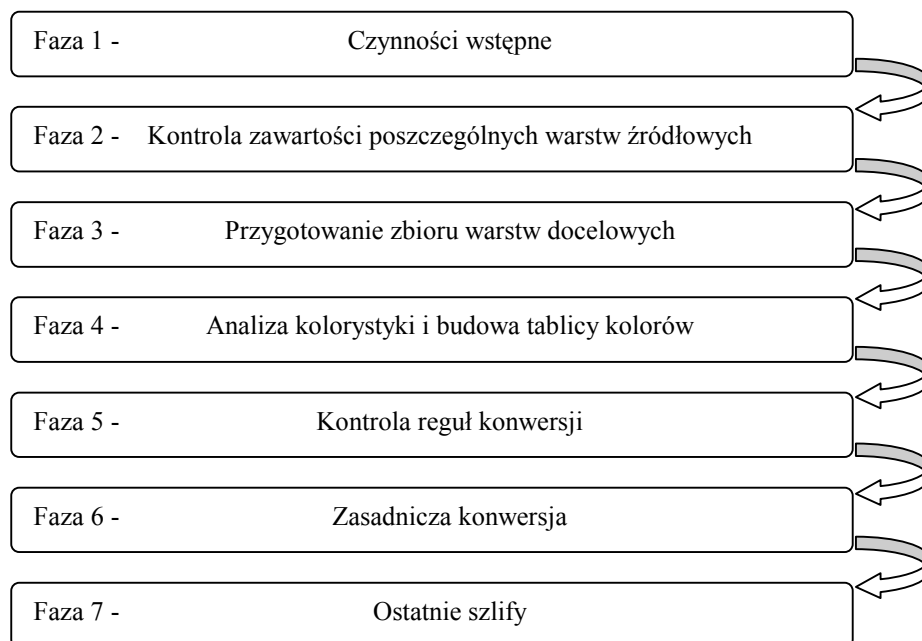 Faza 1 - Czynności wstępne
Faza 2 - Kontrola zawartości poszczególnych warstw źródłowych
Faza 3 - Przygotowanie zbioru warstw docelowych
Faza 4 - Analiza kolorystyki i budowa tablicy kolorów
Faza 5 - Kontrola reguł konwersji
Faza 6 - Zasadnicza konwersja
Faza 7 - Ostatnie szlify